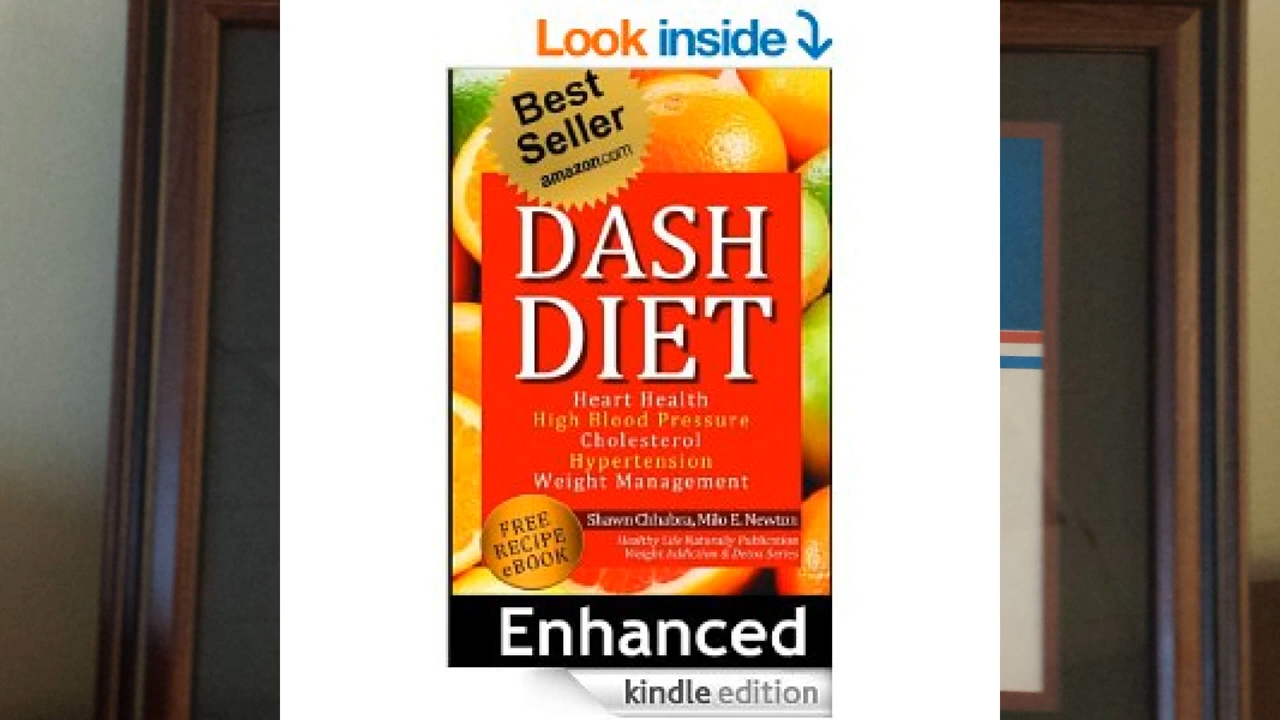 Look inside
Best
Seller
amazon.com
DASH
DIET
Heart Health
High Blood Pressure
Cholesterol
Hypertension
Weight Management
Shawn Chhabra, Milo E. Newton
Healthy Life Naturally Publication
Weight Addiction & Detox Series
FREE
RECIPE
eBOOK
Enhanced
kindle edition